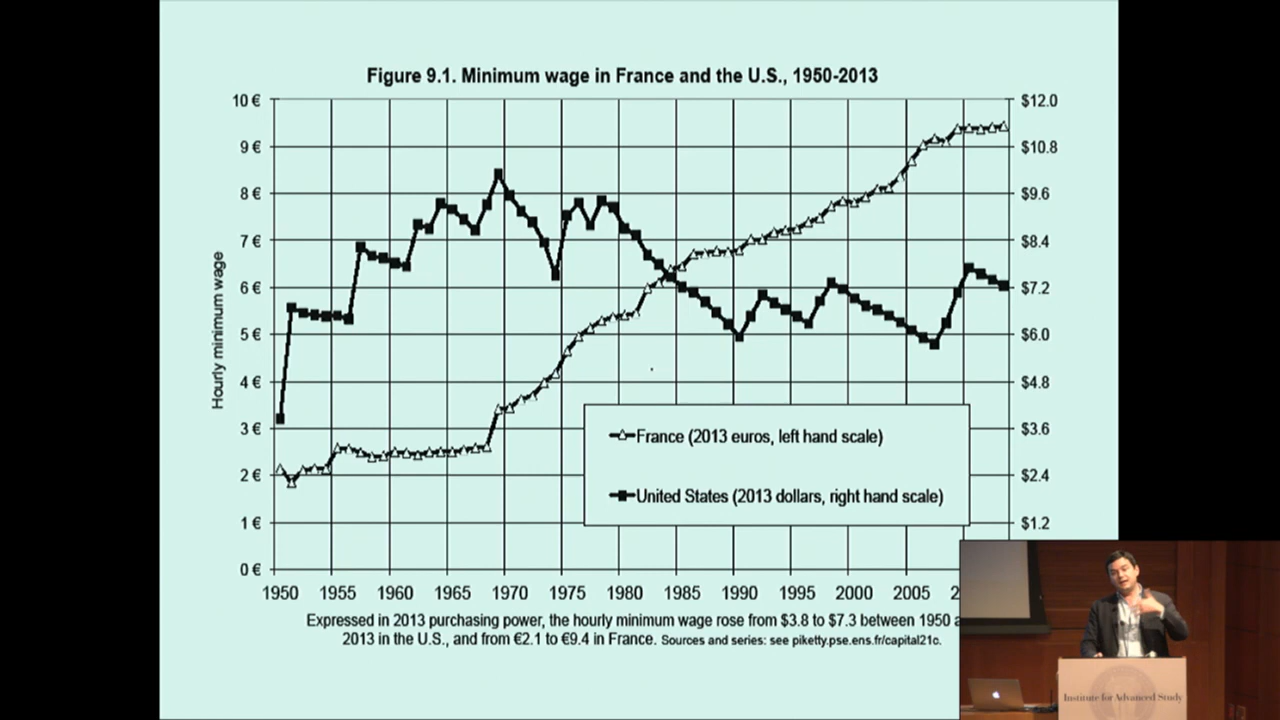 Figure 9.1. Minimum wage in France and the U.S., 1950-2013
10 €
9 €
8 €
7 €
6 €
5 €
4 €
3 €
2 €
1 €
0 €
Hourly minimum wage
$12.0
$10.8
$9.6
$8.4
$7.2
$6.0
$4.8
$3.6
$2.4
$1.2
France (2013 euros, left hand scale)
United States (2013 dollars, right hand scale)
1950 1955 1960 1965 1970 1975 1980 1985 1990 1995 2000 2005 2
Expressed in 2013 purchasing power, the hourly minimum wage rose from $3.8 to $7.3 between 1950 a
2013 in the U.S., and from €2.1 to €9.4 in France. Sources and series: see piketty.pse.ens.fr/capital21c.
Institute for Advanced Study